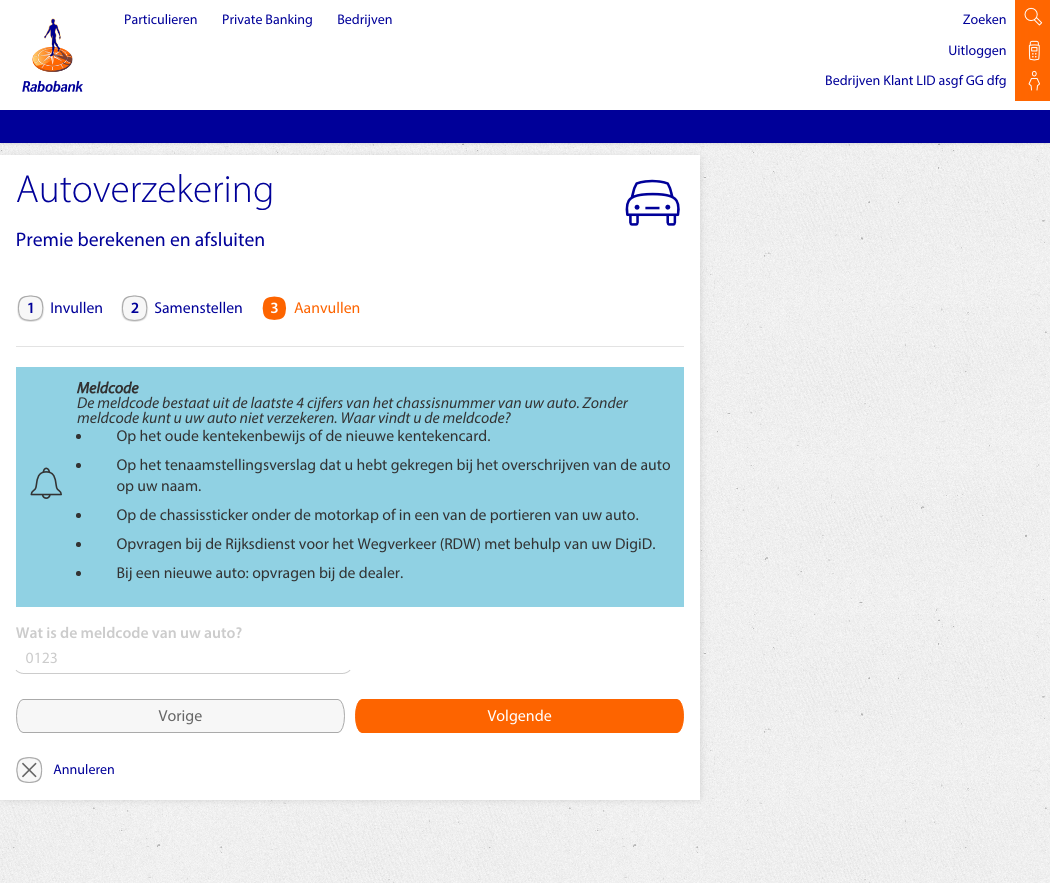 Particulieren Private Banking Bedrijven
Zoeken
Uitloggen
Bedrijven Klant LID asgf GG dfg
Rabobank
Autoverzekering
Premie berekenen en afsluiten
1 Invullen 2 Samenstellen 3 Aanvullen
Meldcode
De meldcode bestaat uit de laatste 4 cijfers van het chassisnummer van uw auto. Zonder
meldcode kunt u uw auto niet verzekeren. Waar vindt u de meldcode?
• Op het oude kentekenbewijs of de nieuwe kentekencard.
• Op het tenaamstellingsverslag dat u hebt gekregen bij het overschrijven van de auto
op uw naam.
• Op de chassissticker onder de motorkap of in een van de portieren van uw auto.
• Opvragen bij de Rijksdienst voor het Wegverkeer (RDW) met behulp van uw DigiD.
• Bij een nieuwe auto: opvragen bij de dealer.
Wat is de meldcode van uw auto?
0123
Vorige Volgende
Annuleren